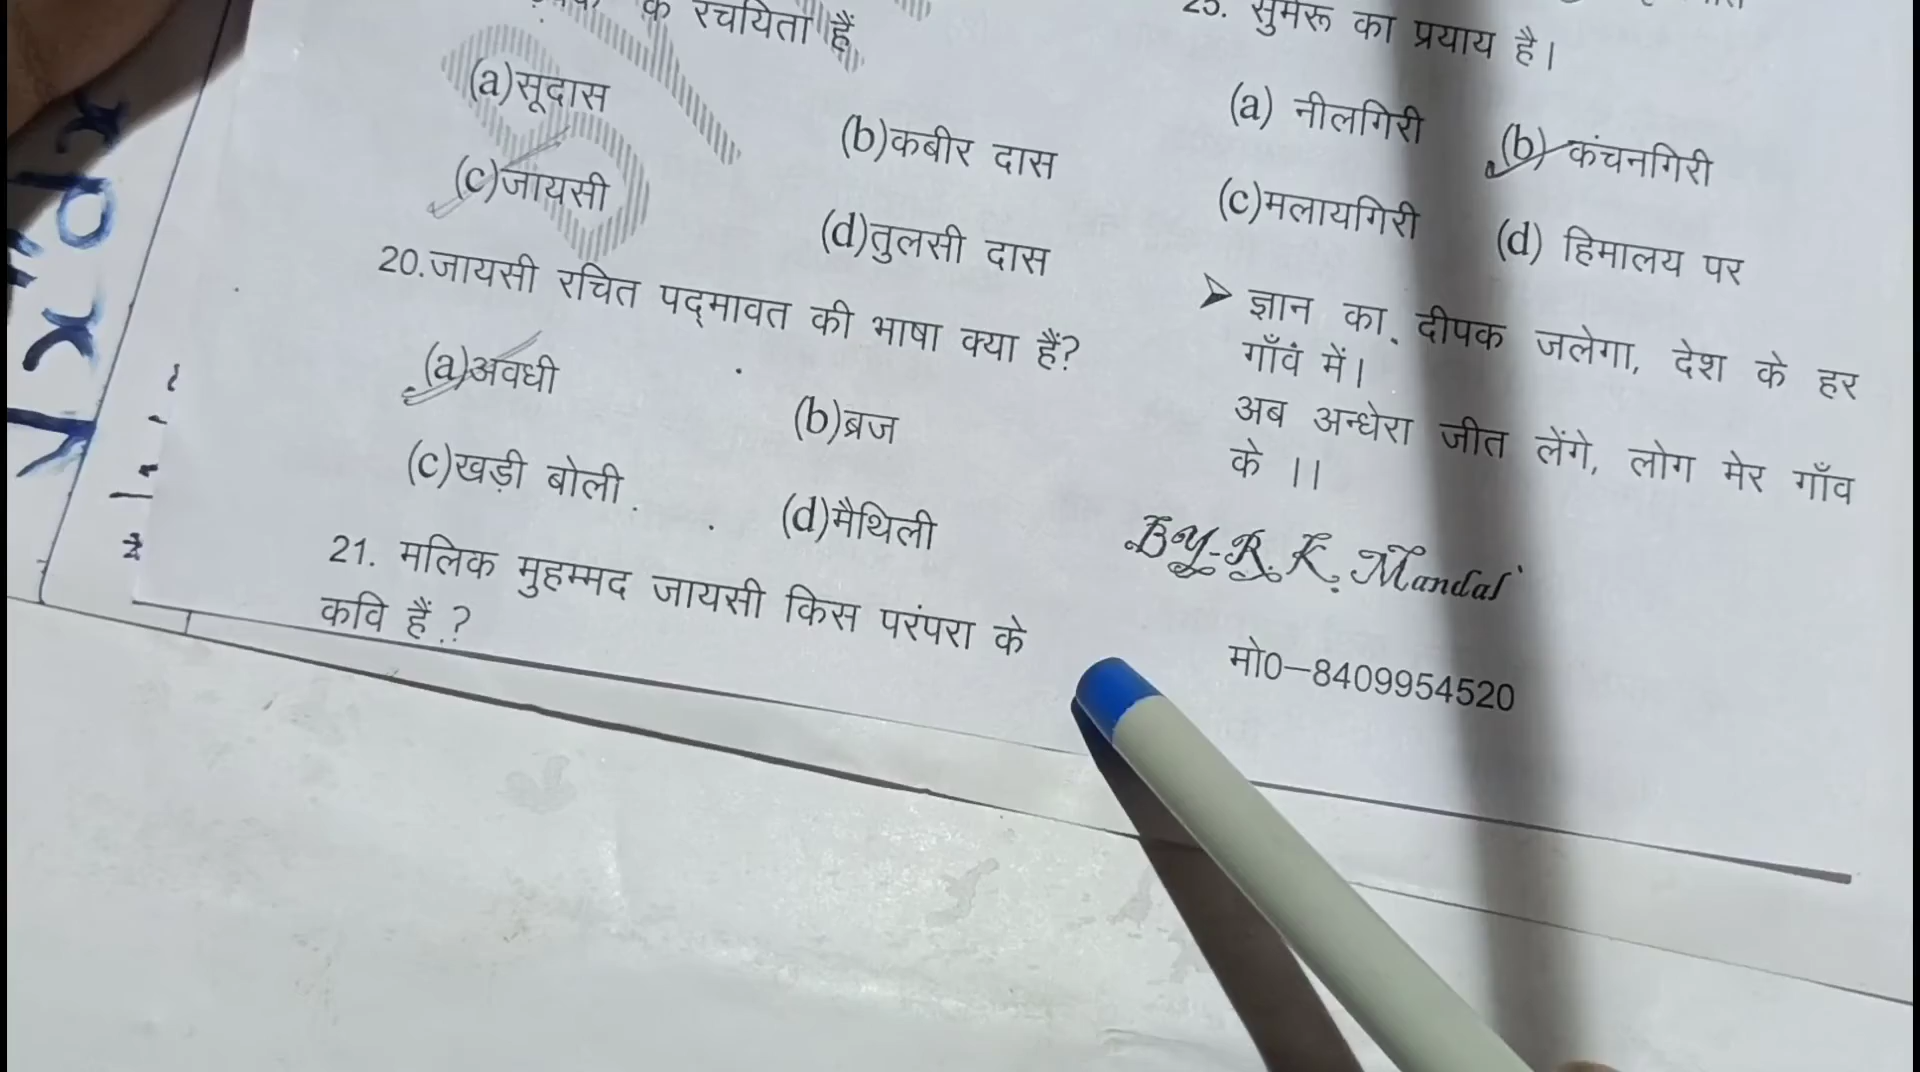 के रचयिता हैं
(a)सूदास
(b)कबीर दास
(c)जायसी
(d)तुलसी दास
20.जायसी रचित पद्मावत की भाषा क्या हैं?
(a)अवधी
(b)ब्रज
(c)खड़ी बोली
(d)मैथिली
21. मलिक मुहम्मद जायसी किस परंपरा के
कवि हैं ?
25. सुमेरू का प्रयाय है।
(a) नीलगिरी (b) कंचनगिरी
(c)मलायगिरी (d) हिमालय पर
➤ ज्ञान का दीपक जलेगा, देश के हर
गाँवं में।
अब अन्धेरा जीत लेंगे, लोग मेर गाँव
के ।।
BY-R.K. Mandal
मो0–8409954520